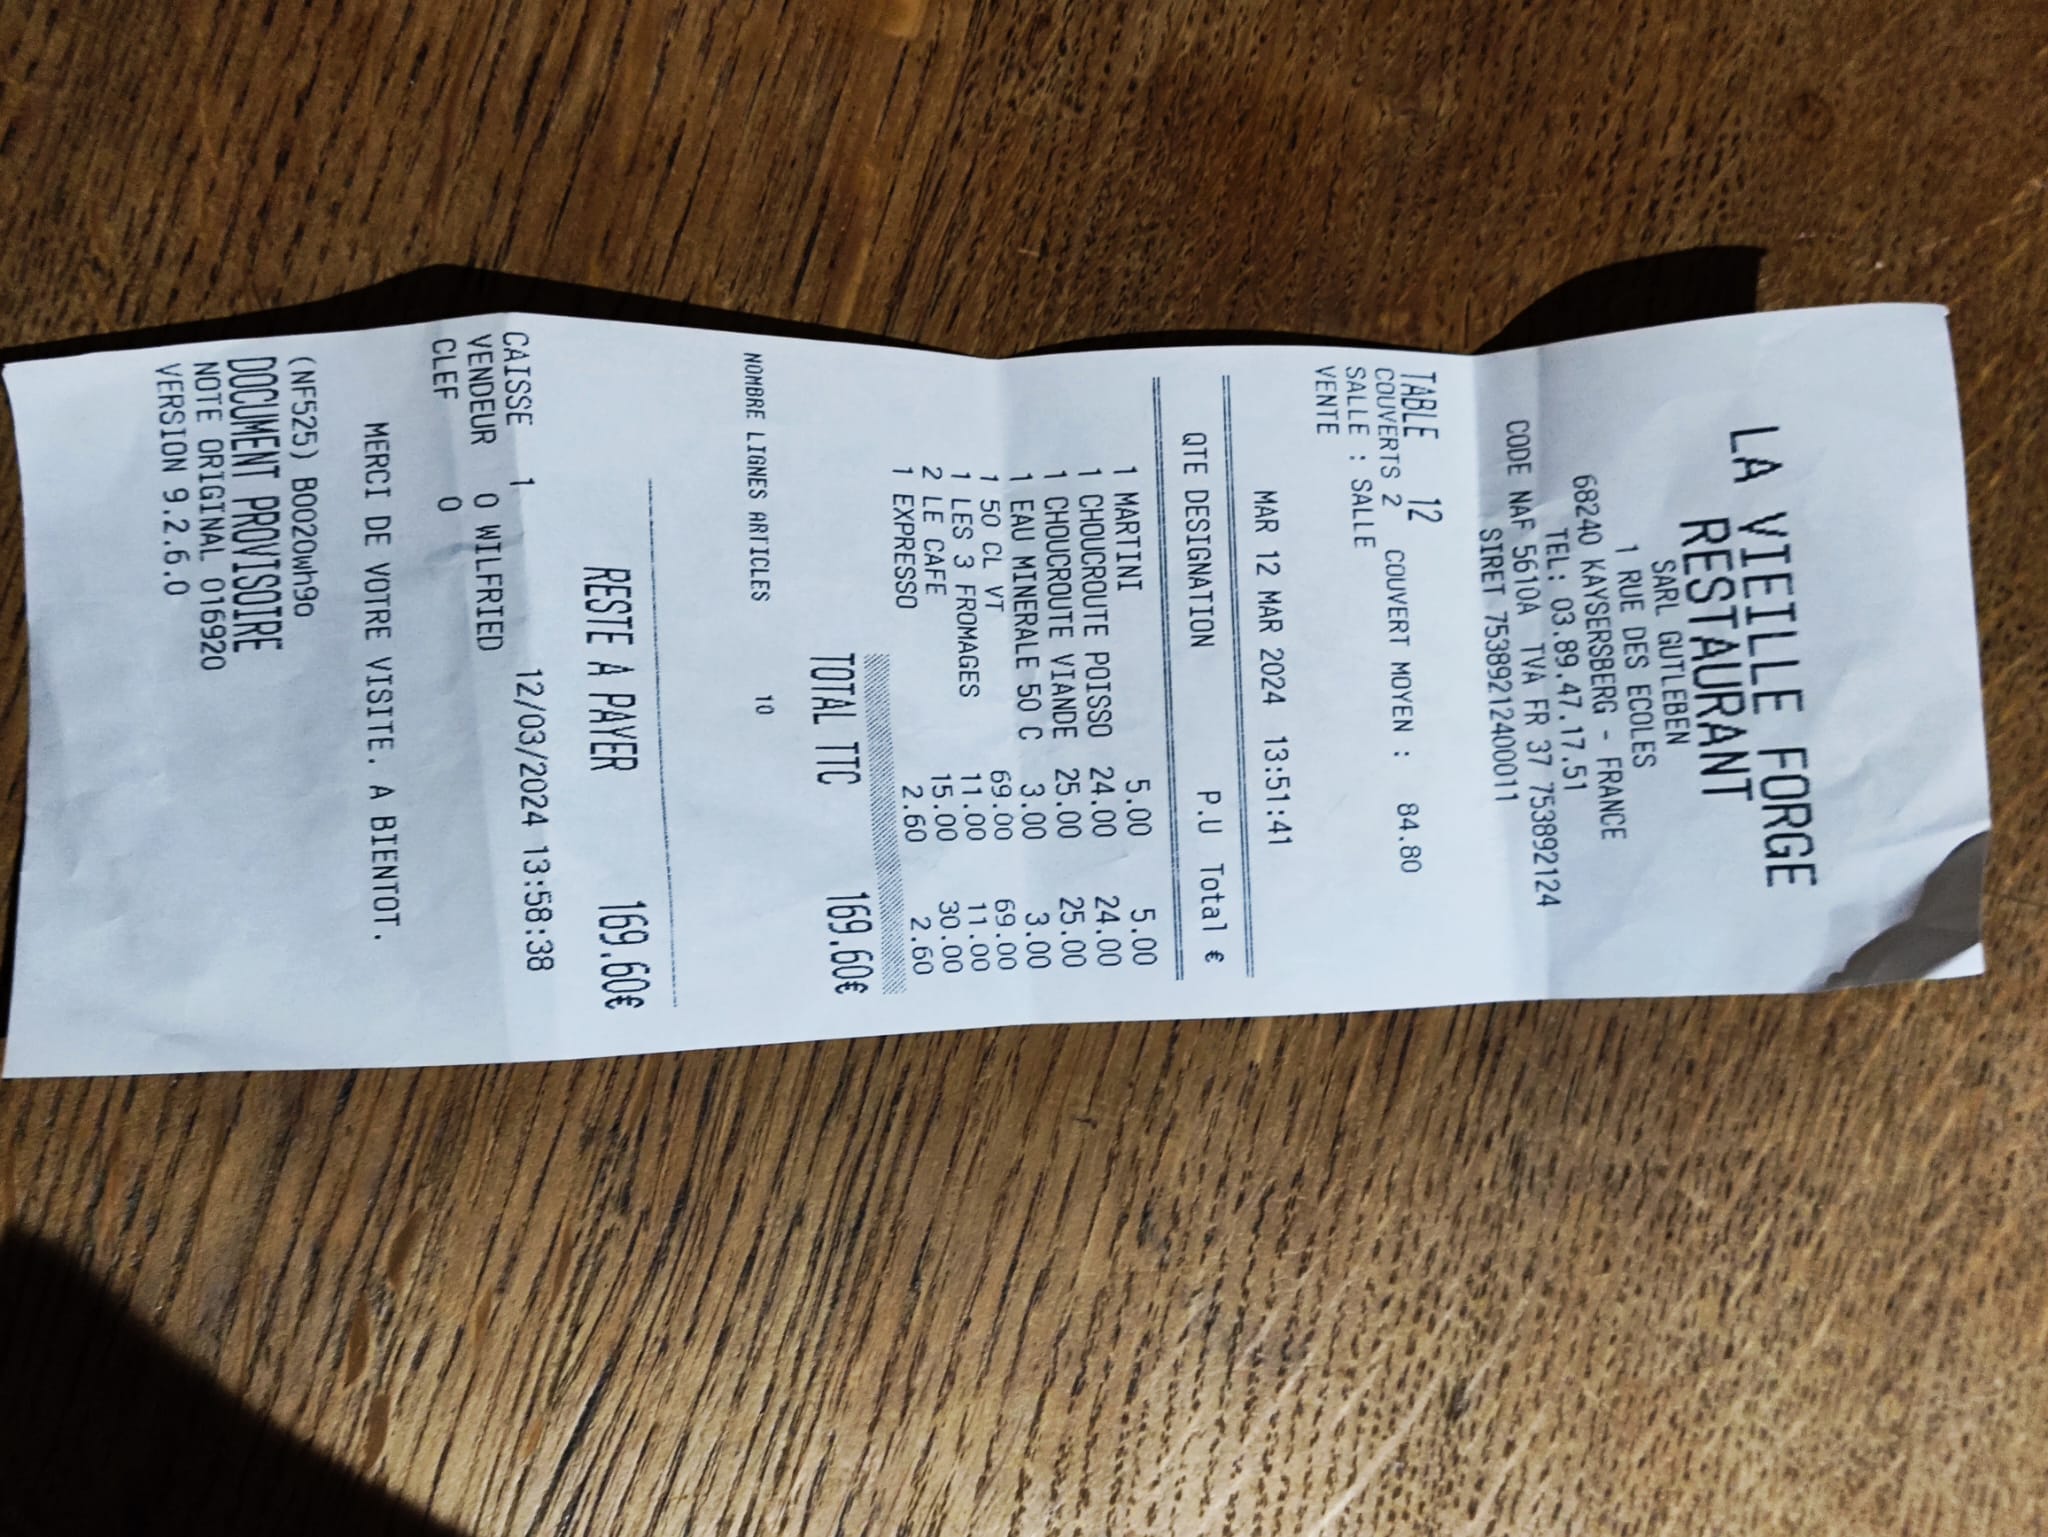 LA VIEILLE FORGE
RESTAURANT
SARL GUTLEBEN
1 RUE DES ECOLES
68240 KAYSERSBERG - FRANCE
TEL: 03.89.47.17.51
CODE NAF 5610A TVA FR 37 753892124
SIRET 75389212400011
TABLE 12
COUVERTS 2 COUVERT MOYEN : 84.80
SALLE : SALLE
VENTE
MAR 12 MAR 2024 13:51:41
QTE DESIGNATION P.U Total €
1 MARTINI 5.00 5.00
1 CHOUCROUTE POISSO 24.00 24.00
1 CHOUCROUTE VIANDE 25.00 25.00
1 EAU MINERALE 50 C 3.00 3.00
1 50 CL VT 69.00 69.00
1 LES 3 FROMAGES 11.00 11.00
2 LE CAFE 15.00 30.00
1 EXPRESSO 2.60 2.60
TOTAL TTC 169.60€
NOMBRE LIGNES ARTICLES 10
RESTE A PAYER 169.60€
CAISSE 1 12/03/2024 13:58:38
VENDEUR 0 WILFRIED
CLEF 0
MERCI DE VOTRE VISITE. A BIENTOT.
(NF525) B0020wh9o
DOCUMENT PROVISOIRE
NOTE ORIGINAL 016920
VERSION 9.2.6.0